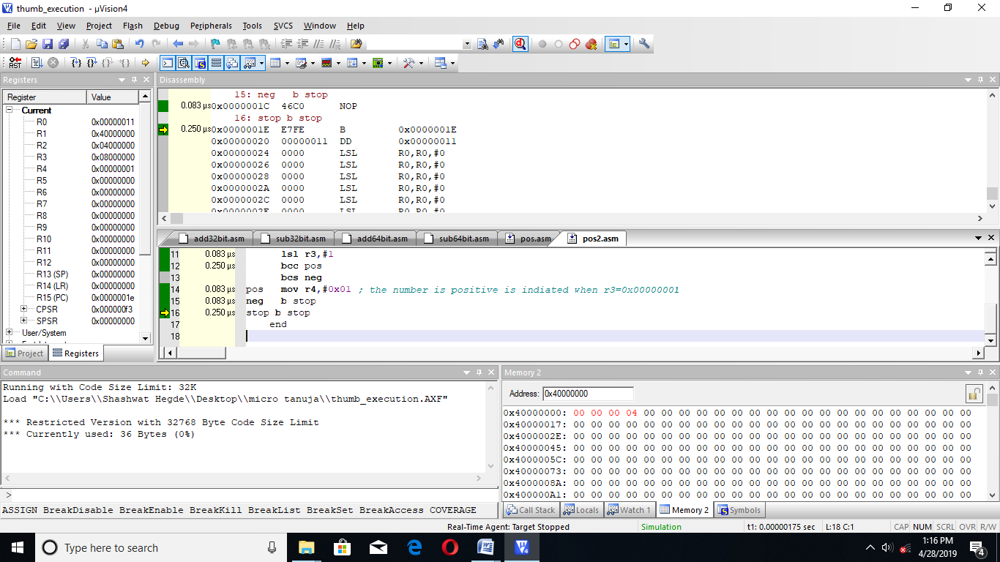 thumb_execution - µVision4
File Edit View Project Flash Debug Peripherals Tools SVCS Window Help
RST
Registers
Register Value
Current
R0 0x00000011
R1 0x40000000
R2 0x04000000
R3 0x08000000
R4 0x00000001
R5 0x00000000
R6 0x00000000
R7 0x00000000
R8 0x00000000
R9 0x00000000
R10 0x00000000
R11 0x00000000
R12 0x00000000
R13 (SP) 0x00000000
R14 (LR) 0x00000000
R15 (PC) 0x0000001e
CPSR 0x000000f3
SPSR 0x00000000
User/System
Project Registers
Disassembly
15: neg b stop
0.083 µs 0x0000001C 46C0 NOP
16: stop b stop
0.250 µs 0x0000001E E7FE B 0x0000001E
0x00000020 00000011 DD 0x00000011
0x00000024 0000 LSL R0,R0,#0
0x00000026 0000 LSL R0,R0,#0
0x00000028 0000 LSL R0,R0,#0
0x0000002A 0000 LSL R0,R0,#0
0x0000002C 0000 LSL R0,R0,#0
0x0000002E 0000 LSL R0,R0,#0
add32bit.asm sub32bit.asm add64bit.asm sub64bit.asm pos.asm pos2.asm
11 0.083 µs lsl r3,#1
12 0.250 µs bcc pos
13 bcs neg
14 0.083 µs pos mov r4,#0x01 ; the number is positive is indiated when r3=0x00000001
15 0.083 µs neg b stop
16 0.250 µs stop b stop
17 end
18
Command
Running with Code Size Limit: 32K
Load "C:\\Users\\Shashwat Hegde\\Desktop\\micro tanuja\\thumb_execution.AXF"
*** Restricted Version with 32768 Byte Code Size Limit
*** Currently used: 36 Bytes (0%)
>
ASSIGN BreakDisable BreakEnable BreakKill BreakList BreakSet BreakAccess COVERAGE
Memory 2
Address: 0x40000000
0x40000000: 00 00 00 04 00 00 00 00 00 00 00 00 00 00 00 00 00 00 00 00 00 00 00
0x40000017: 00 00 00 00 00 00 00 00 00 00 00 00 00 00 00 00 00 00 00 00 00 00 00
0x4000002E: 00 00 00 00 00 00 00 00 00 00 00 00 00 00 00 00 00 00 00 00 00 00 00
0x40000045: 00 00 00 00 00 00 00 00 00 00 00 00 00 00 00 00 00 00 00 00 00 00 00
0x4000005C: 00 00 00 00 00 00 00 00 00 00 00 00 00 00 00 00 00 00 00 00 00 00 00
0x40000073: 00 00 00 00 00 00 00 00 00 00 00 00 00 00 00 00 00 00 00 00 00 00 00
0x4000008A: 00 00 00 00 00 00 00 00 00 00 00 00 00 00 00 00 00 00 00 00 00 00 00
0x400000A1: 00 00 00 00 00 00 00 00 00 00 00 00 00 00 00 00 00 00 00 00 00 00 00
Call Stack Locals Watch 1 Memory 2 Symbols
Real-Time Agent: Target Stopped Simulation t1: 0.00000175 sec L:18 C:1 CAP NUM SCRL OVR R/W
Type here to search
1:16 PM
4/28/2019
4